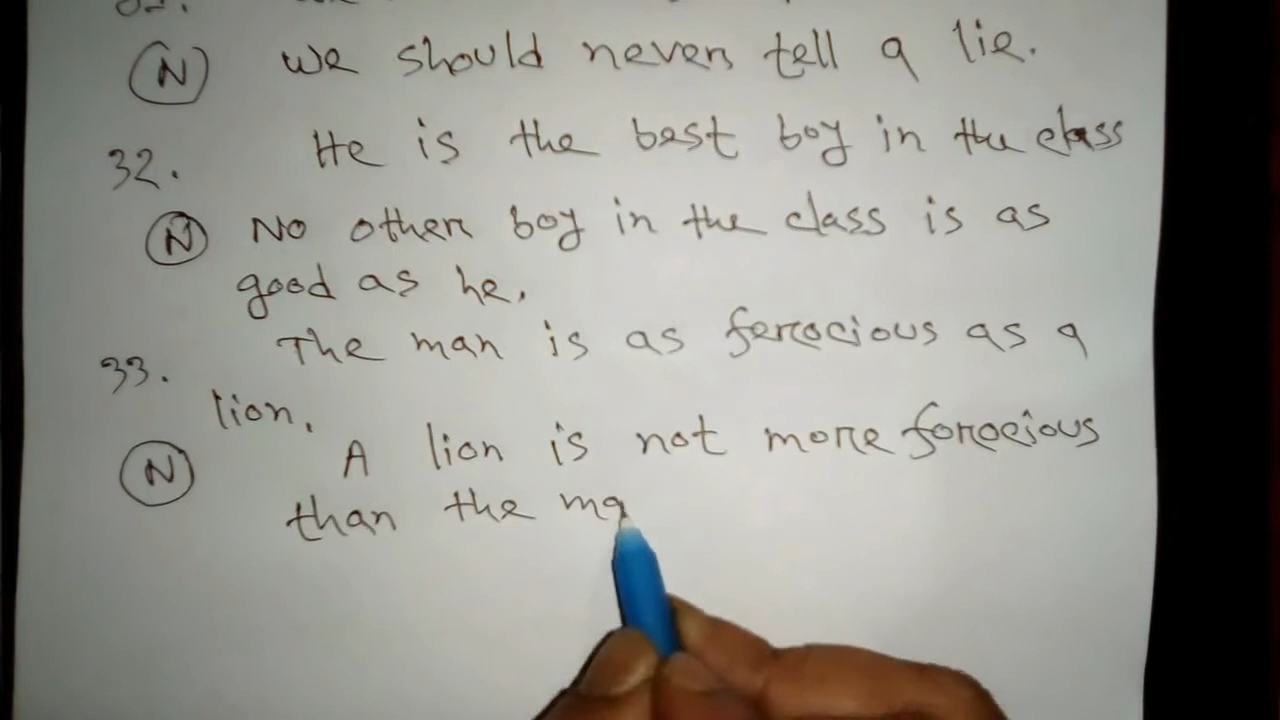 (N) We should never tell a lie.
32. He is the best boy in the class
(N) No other boy in the class is as
good as he.
33. The man is as ferocious as a
lion.
(N) A lion is not more forocious
than the ma